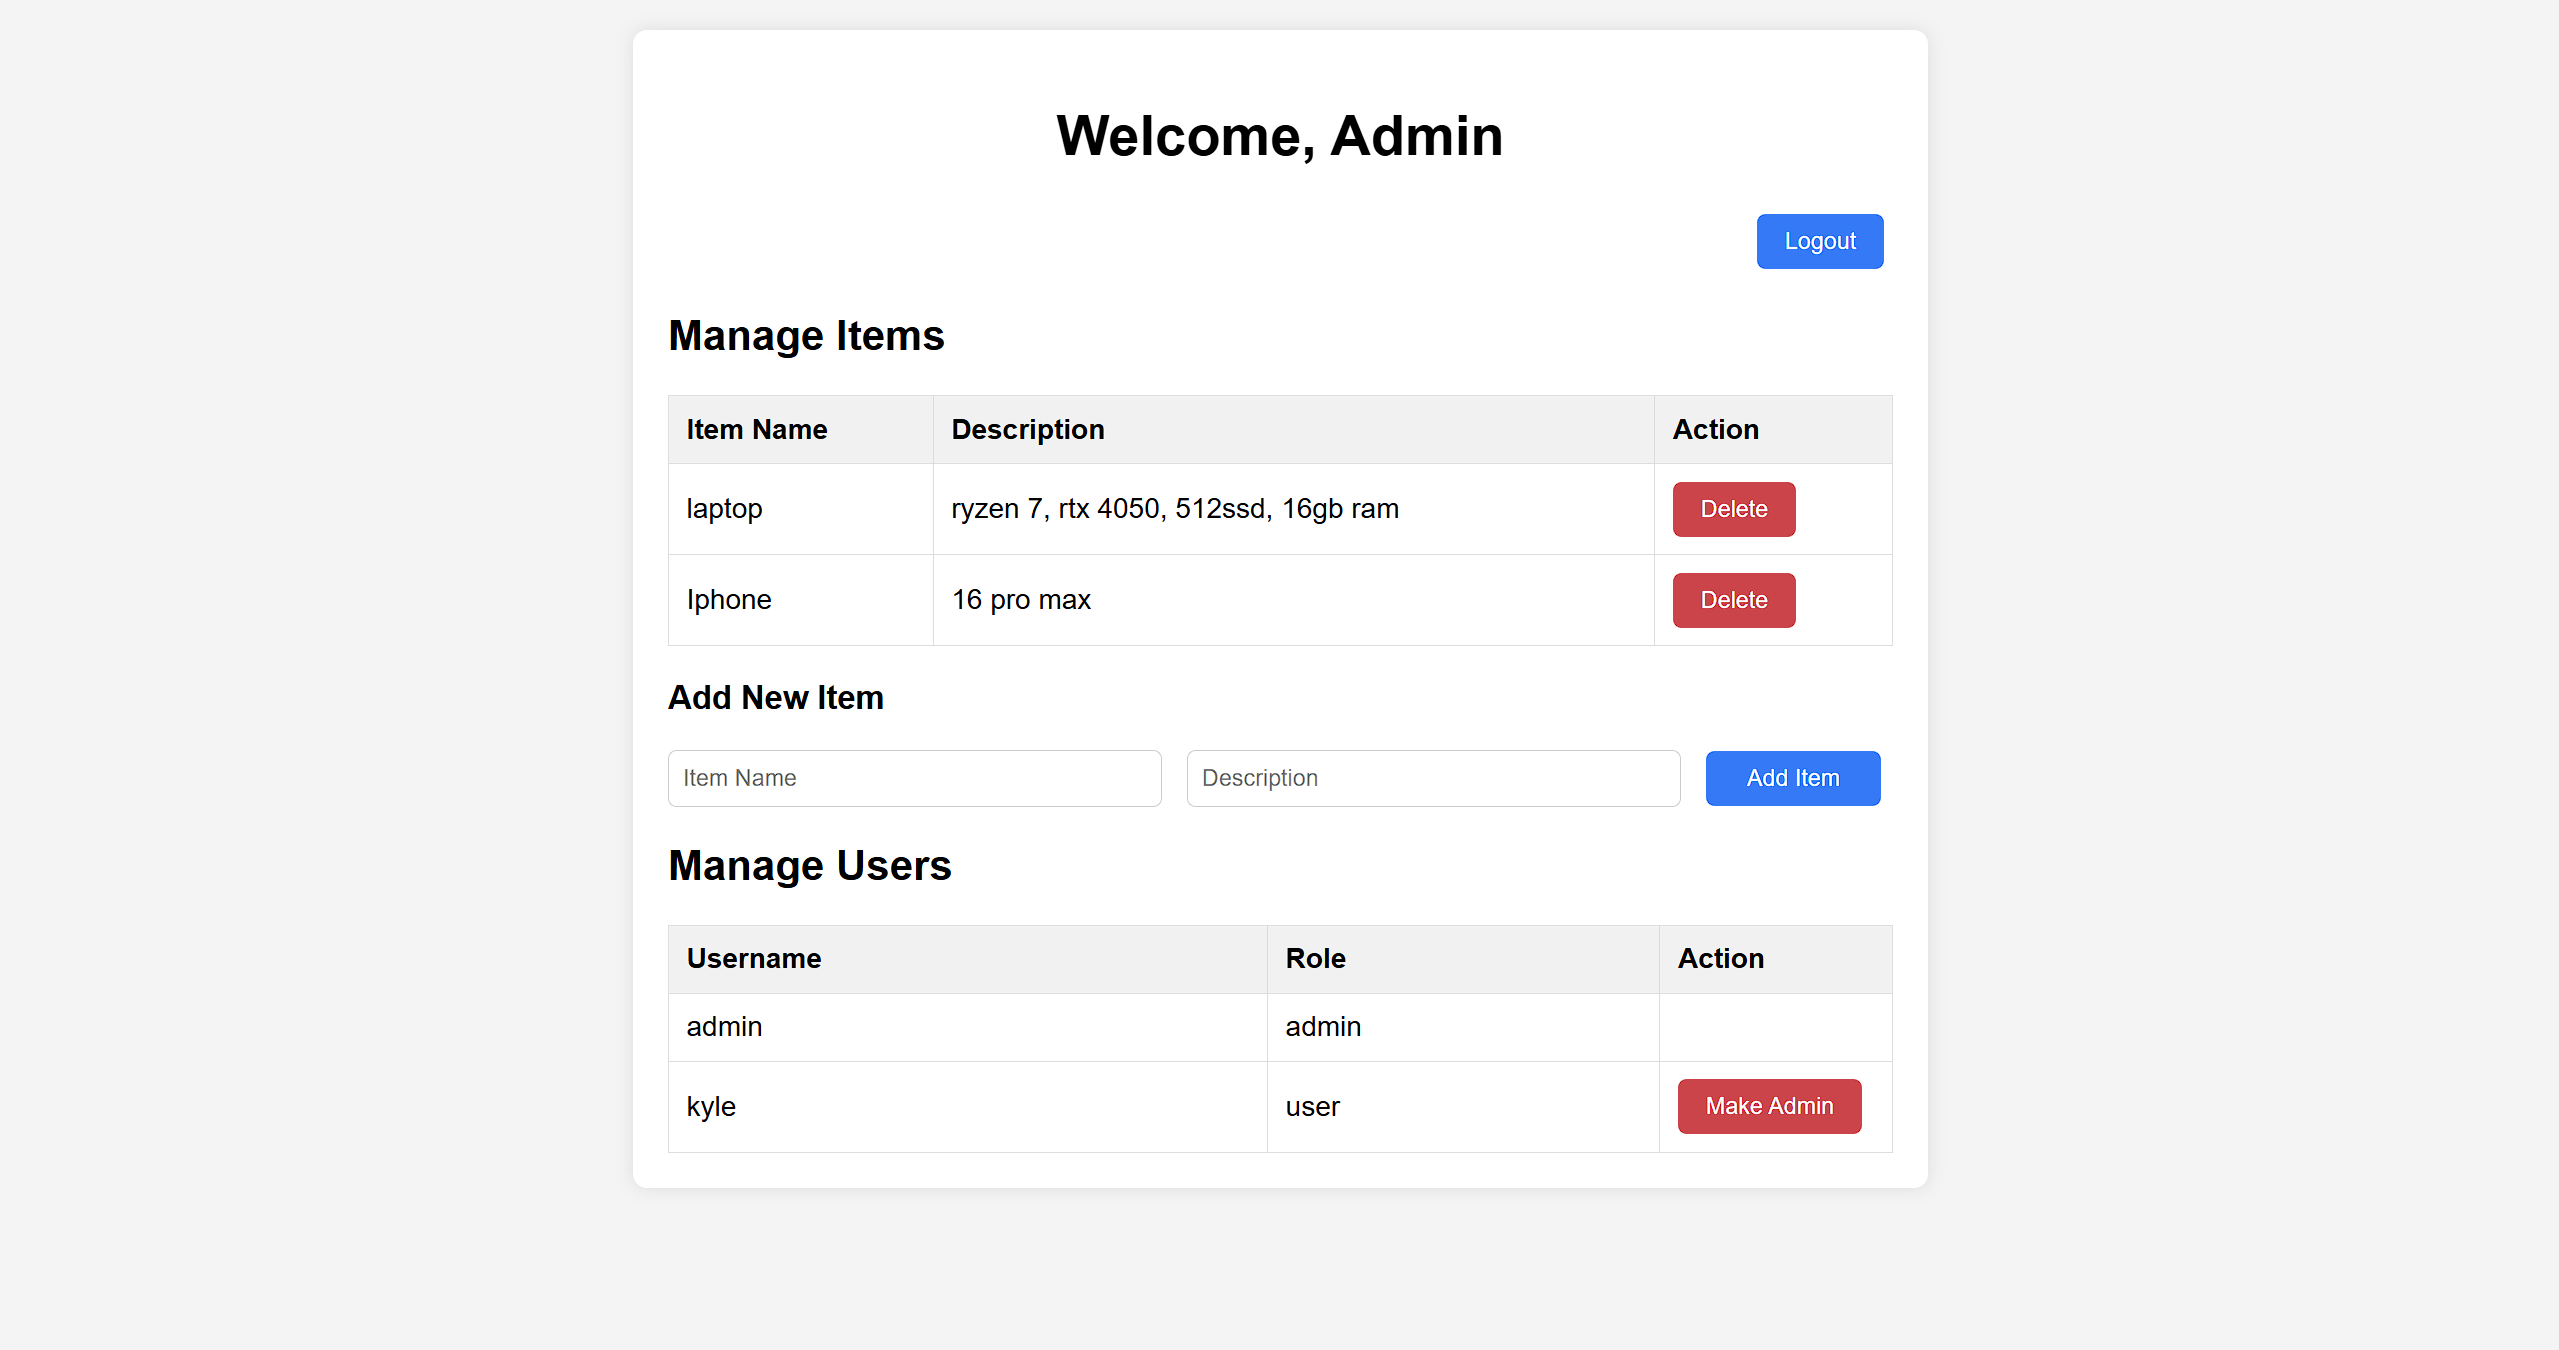 Welcome, Admin
Logout
Manage Items
Item Name Description Action
laptop ryzen 7, rtx 4050, 512ssd, 16gb ram Delete
Iphone 16 pro max Delete
Add New Item
Item Name Description Add Item
Manage Users
Username Role Action
admin admin
kyle user Make Admin